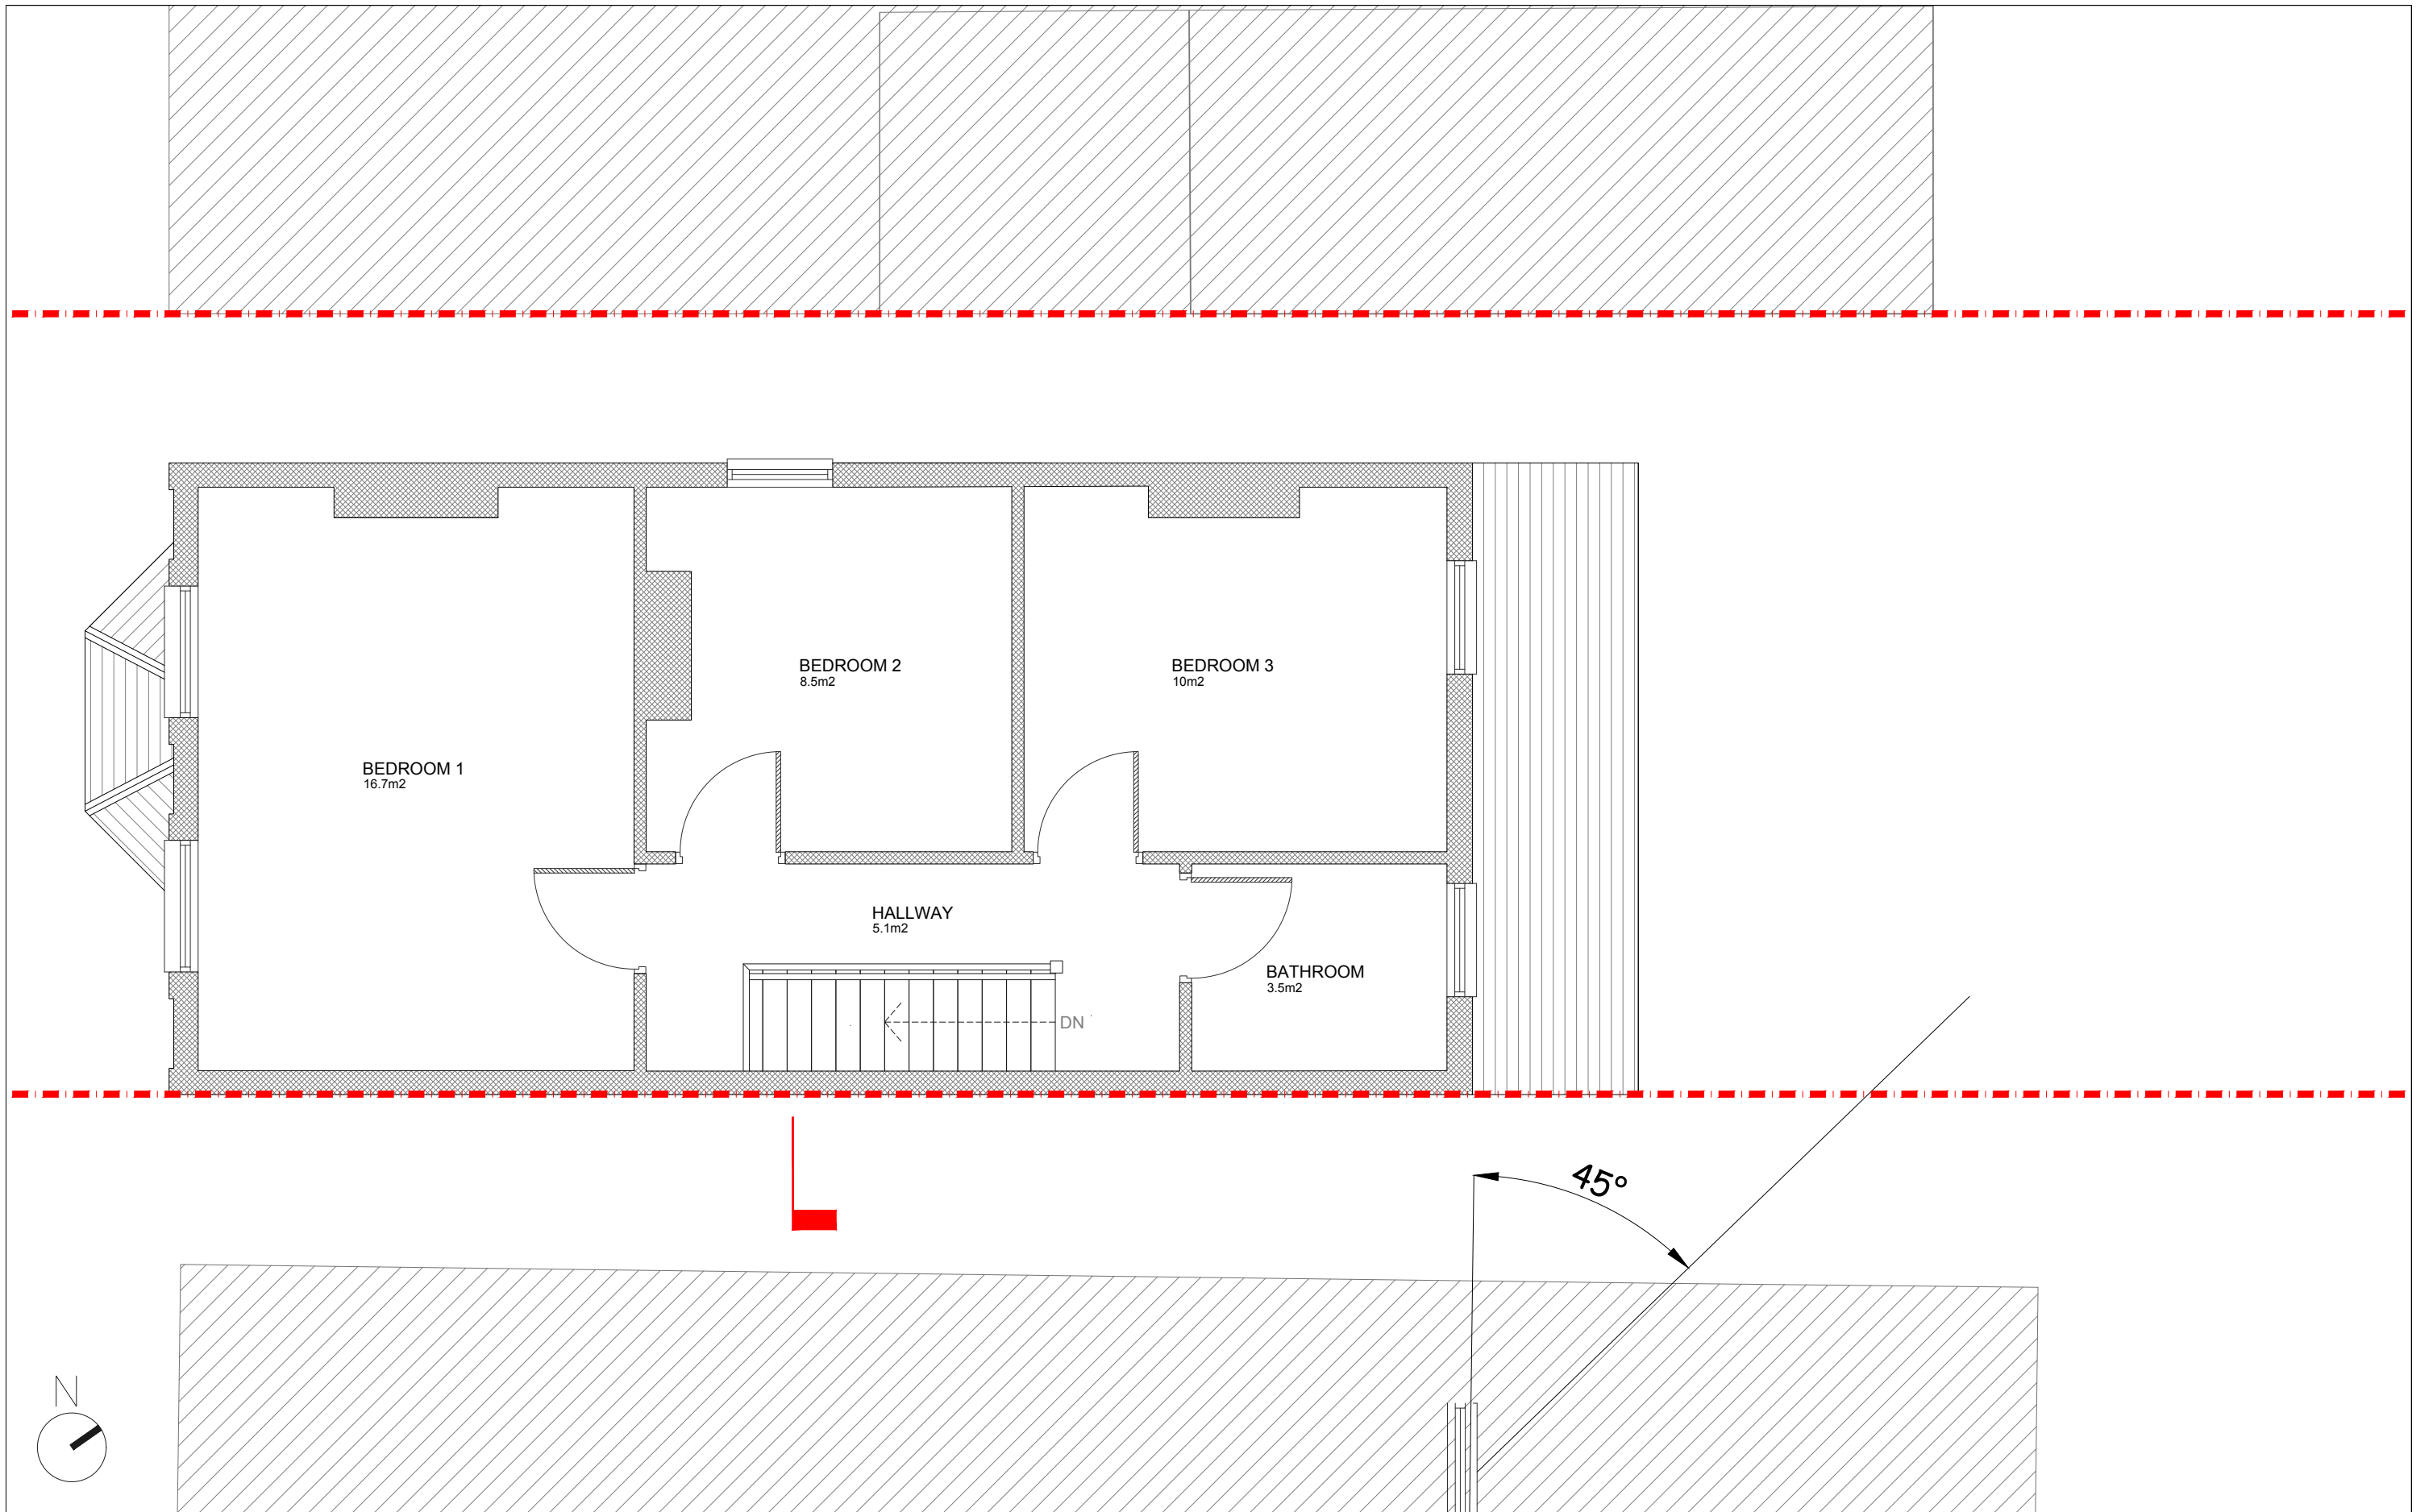 BEDROOM 2
8.5m2
BEDROOM 3
10m2
BEDROOM 1
16.7m2
HALLWAY
5.1m2
BATHROOM
3.5m2
DN
45°
N